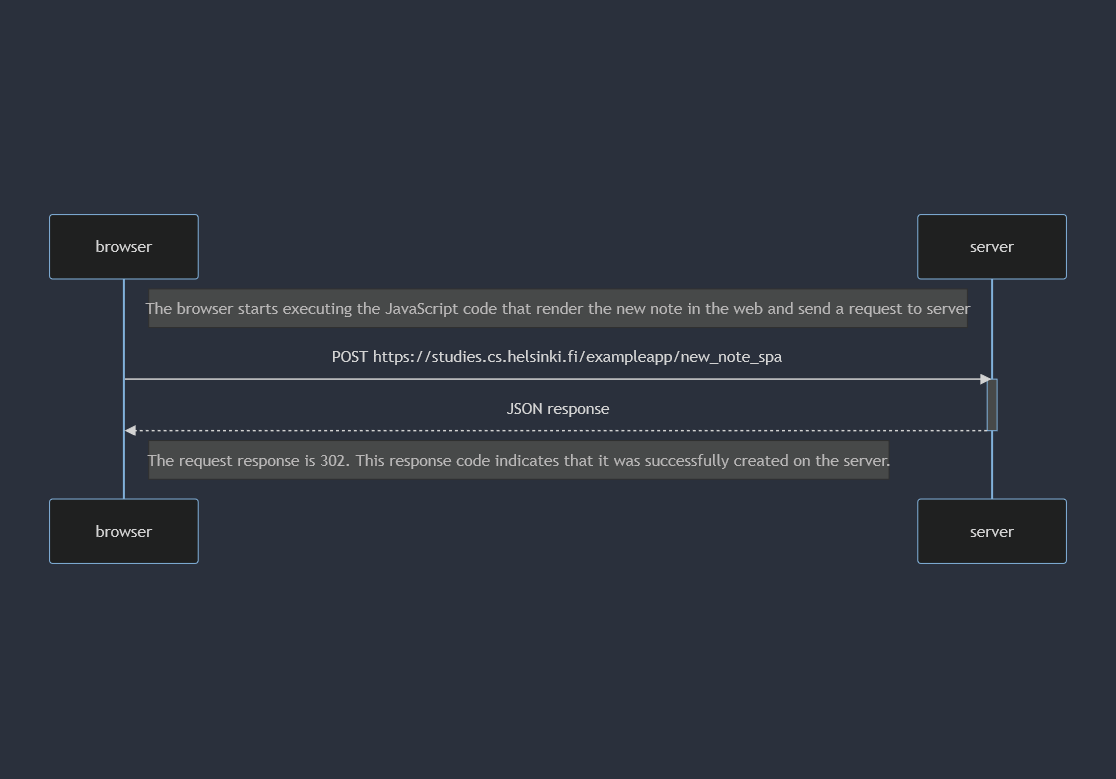 browser
server
The browser starts executing the JavaScript code that render the new note in the web and send a request to server
POST https://studies.cs.helsinki.fi/exampleapp/new_note_spa
JSON response
The request response is 302. This response code indicates that it was successfully created on the server.
browser
server